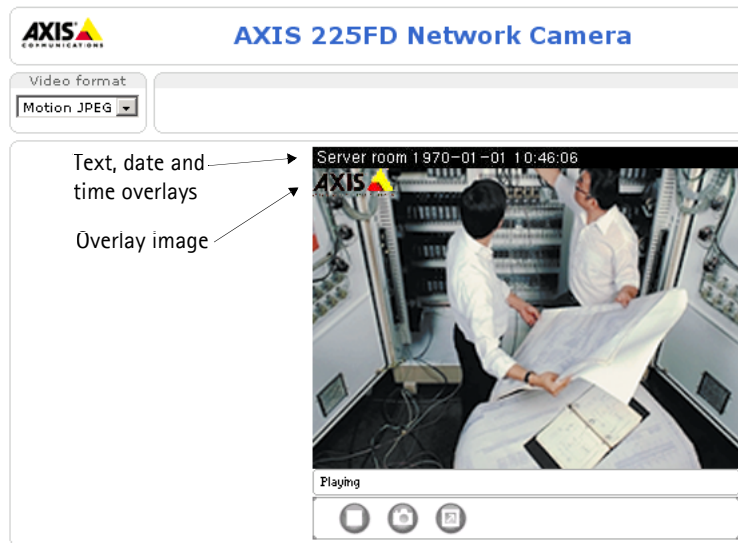 AXIS
COMMUNICATIONS
AXIS 225FD Network Camera
Video format
Motion JPEG
Text, date and
time overlays
Overlay image
Server room 1970-01-01 10:46:06
AXIS
Playing